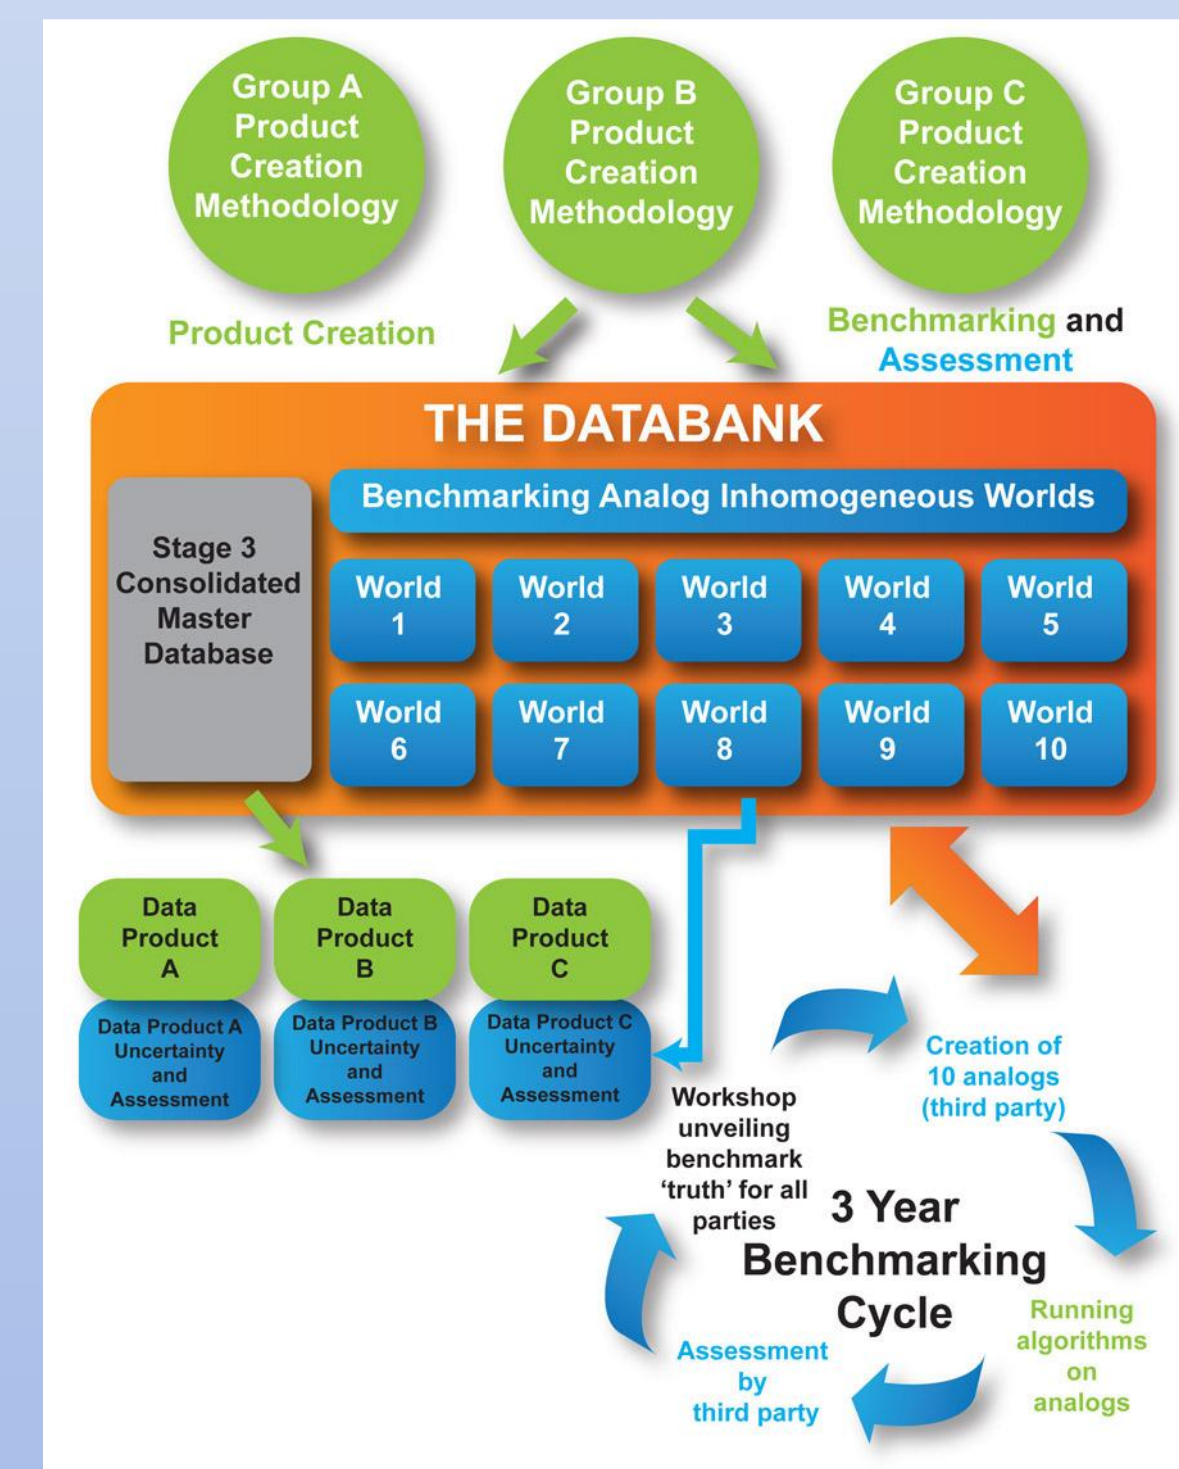 Group A
Product
Creation
Methodology
Group B
Product
Creation
Methodology
Group C
Product
Creation
Methodology
Product Creation
Benchmarking and
Assessment
THE DATABANK
Stage 3
Consolidated
Master
Database
Benchmarking Analog Inhomogeneous Worlds
World
1
World
2
World
3
World
4
World
5
World
6
World
7
World
8
World
9
World
10
Data
Product
A
Data
Product
B
Data
Product
C
Data Product A
Uncertainty
and
Assessment
Data Product B
Uncertainty
and
Assessment
Data Product C
Uncertainty
and
Assessment
Workshop
unveiling
benchmark
‘truth’ for all
parties
Creation of
10 analogs
(third party)
3 Year
Benchmarking
Cycle
Running
algorithms
on
analogs
Assessment
by
third party